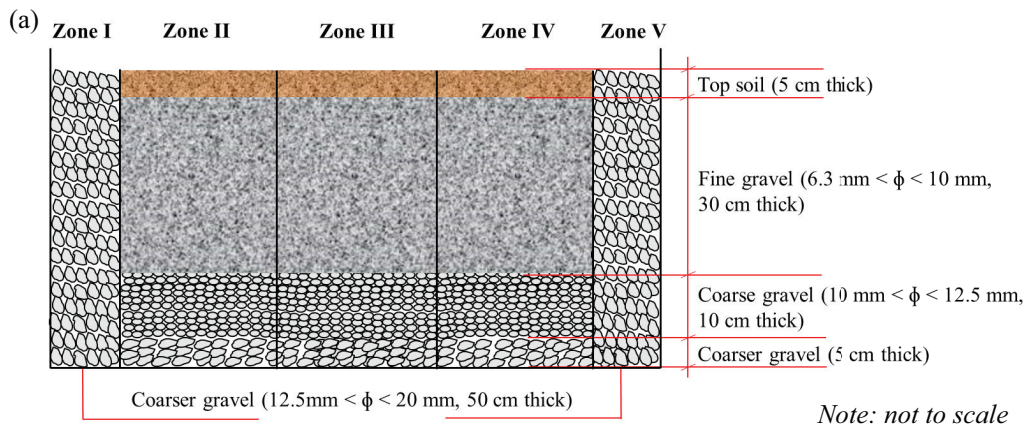 (a)
Zone I Zone II Zone III Zone IV Zone V
Top soil (5 cm thick)
Fine gravel (6.3 mm < ϕ < 10 mm,
30 cm thick)
Coarse gravel (10 mm < ϕ < 12.5 mm,
10 cm thick)
Coarser gravel (5 cm thick)
Coarser gravel (12.5mm < ϕ < 20 mm, 50 cm thick)
Note: not to scale